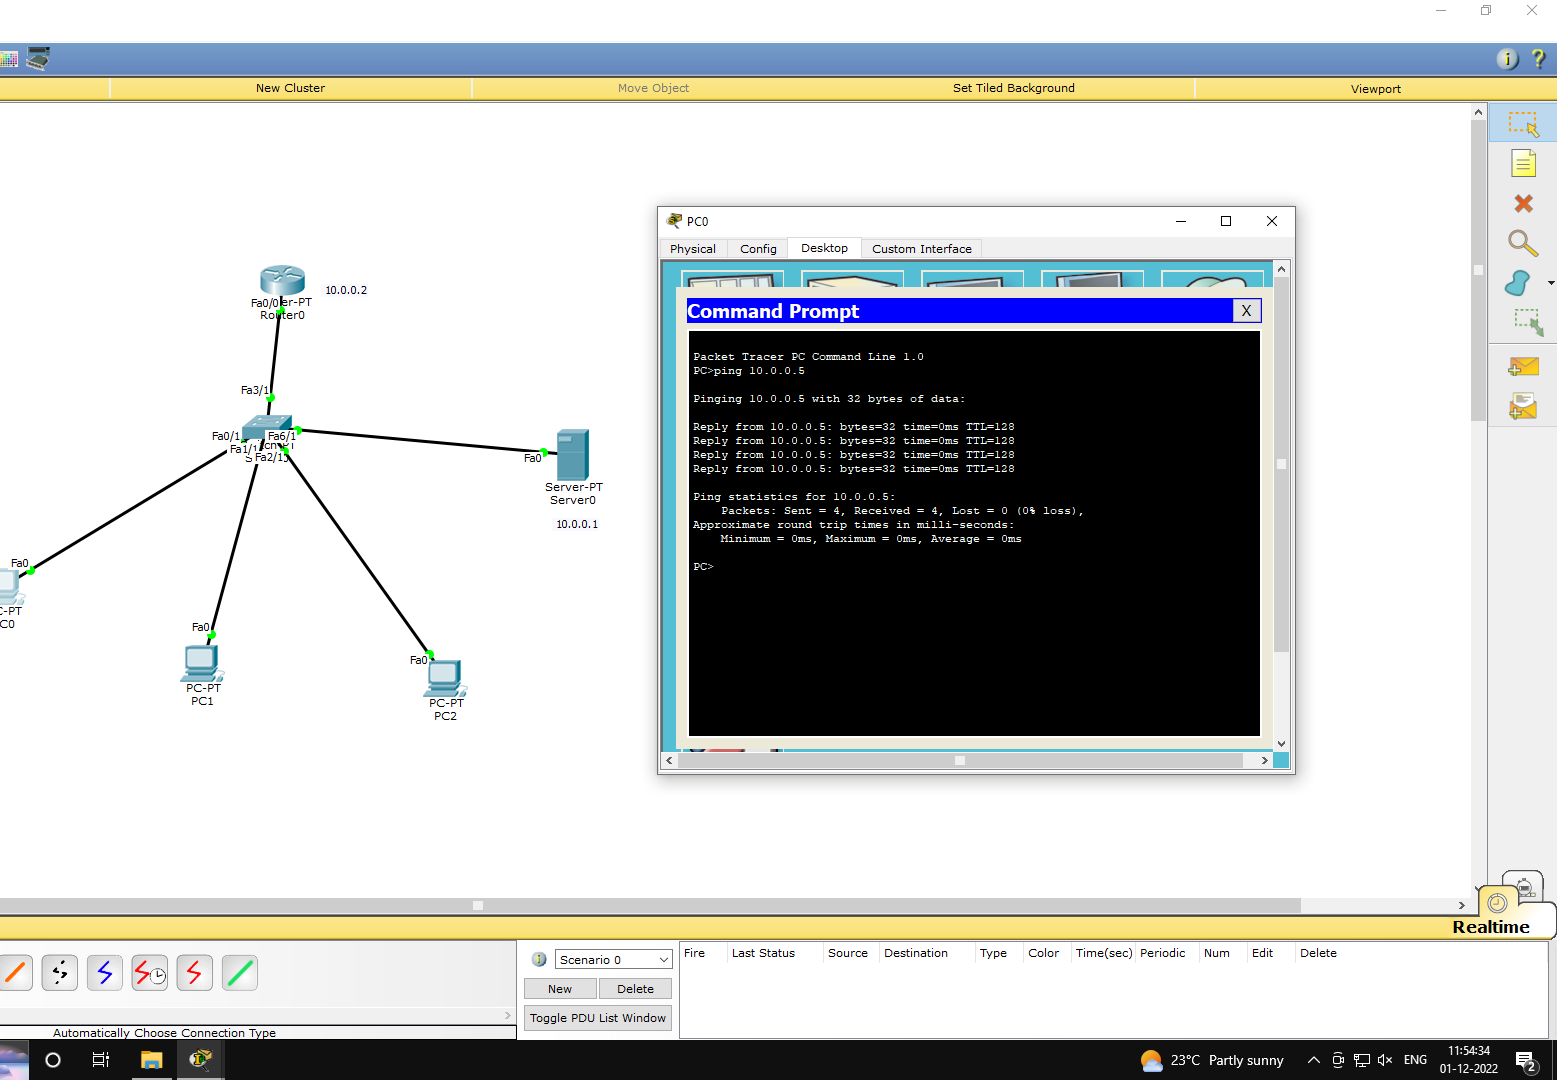 New Cluster
Move Object
Set Tiled Background
Viewport
10.0.0.2
Fa0/0
er-PT
Router0
Fa3/1
Fa0/1
Fa6/1
Fa1/1
Fa2/1
Fa0
Server-PT
Server0
10.0.0.1
Fa0
C-PT
C0
Fa0
PC-PT
PC1
Fa0
PC-PT
PC2
PC0
Physical
Config
Desktop
Custom Interface
Command Prompt
X
Packet Tracer PC Command Line 1.0
PC>ping 10.0.0.5
Pinging 10.0.0.5 with 32 bytes of data:
Reply from 10.0.0.5: bytes=32 time=0ms TTL=128
Reply from 10.0.0.5: bytes=32 time=0ms TTL=128
Reply from 10.0.0.5: bytes=32 time=0ms TTL=128
Reply from 10.0.0.5: bytes=32 time=0ms TTL=128
Ping statistics for 10.0.0.5:
Packets: Sent = 4, Received = 4, Lost = 0 (0% loss),
Approximate round trip times in milli-seconds:
Minimum = 0ms, Maximum = 0ms, Average = 0ms
PC>
Realtime
Scenario 0
New
Delete
Toggle PDU List Window
Fire
Last Status
Source
Destination
Type
Color
Time(sec)
Periodic
Num
Edit
Delete
Automatically Choose Connection Type
23°C Partly sunny
ENG
11:54:34
01-12-2022
2